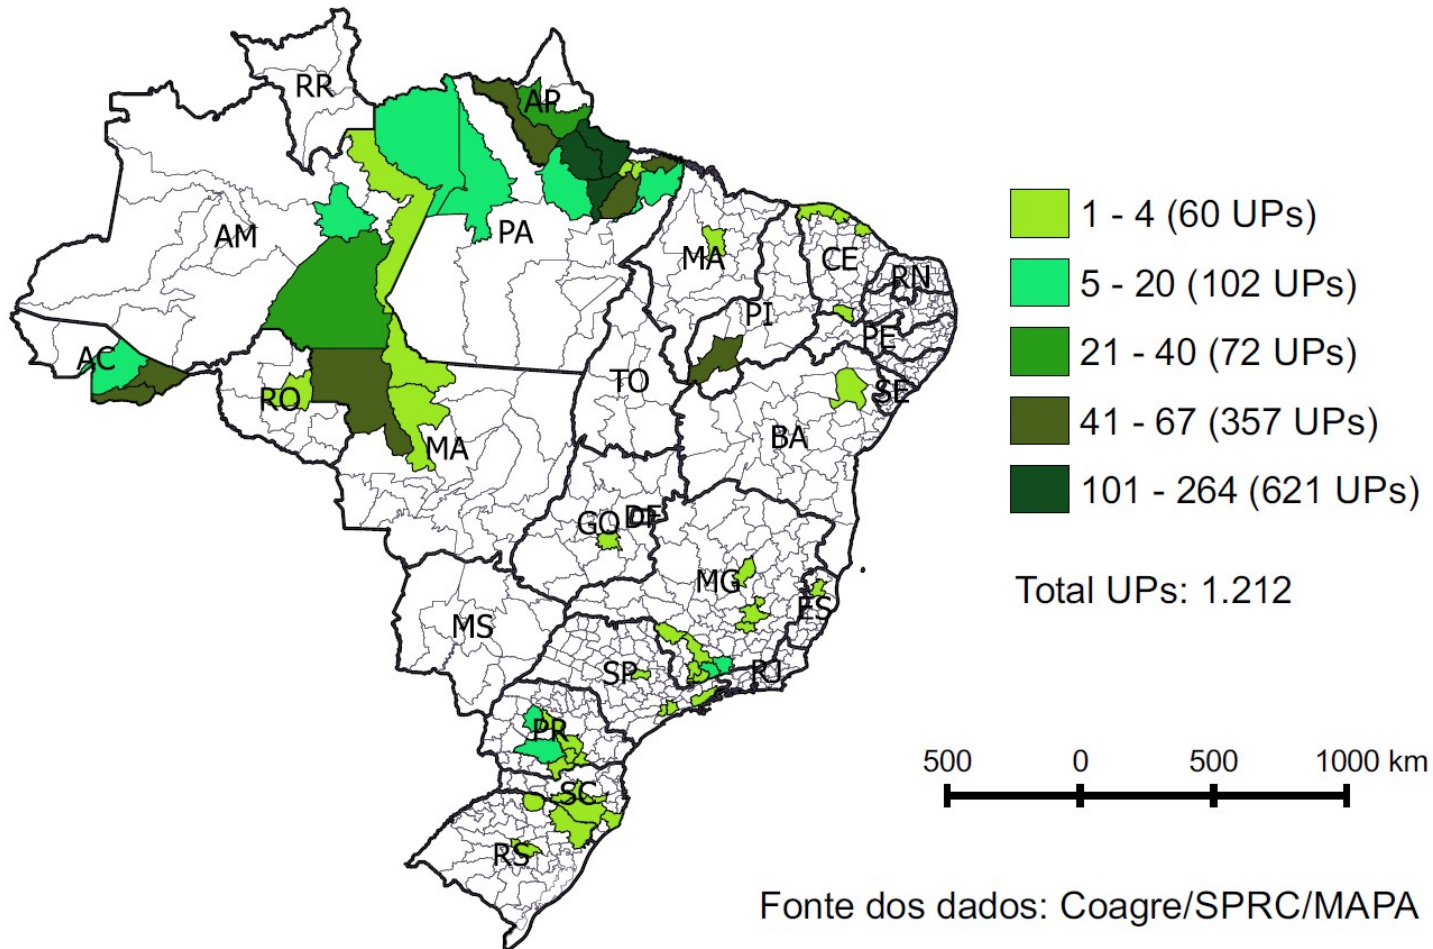 RR
AP
AM
PA
MA
CE
RN
PI
PE
AC
TO
SE
RO
MA
BA
GO
DF
MG
ES
MS
SP
RJ
PR
SC
RS
1 - 4 (60 UPs)
5 - 20 (102 UPs)
21 - 40 (72 UPs)
41 - 67 (357 UPs)
101 - 264 (621 UPs)
Total UPs: 1.212
500 0 500 1000 km
Fonte dos dados: Coagre/SPRC/MAPA